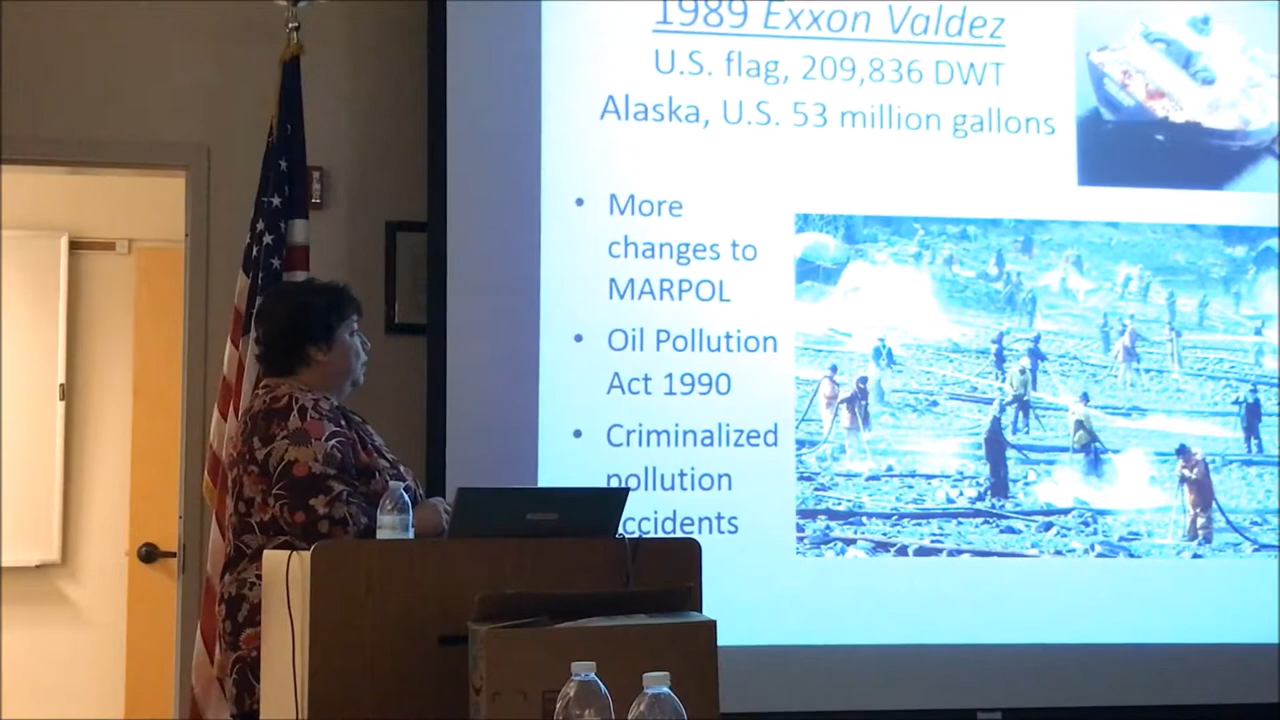 1989 Exxon Valdez
U.S. flag, 209,836 DWT
Alaska, U.S. 53 million gallons
• More
changes to
MARPOL
• Oil Pollution
Act 1990
• Criminalized
pollution
ccidents